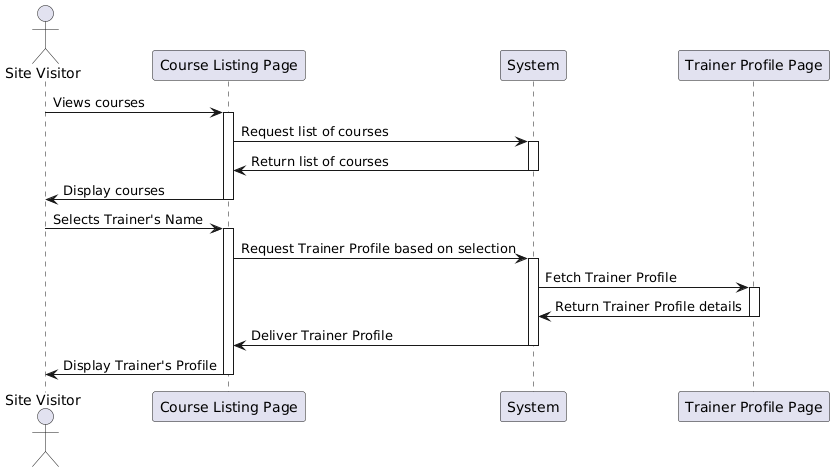 Site Visitor
Course Listing Page
System
Trainer Profile Page
Views courses
Request list of courses
Return list of courses
Display courses
Selects Trainer's Name
Request Trainer Profile based on selection
Fetch Trainer Profile
Return Trainer Profile details
Deliver Trainer Profile
Display Trainer's Profile
Site Visitor
Course Listing Page
System
Trainer Profile Page